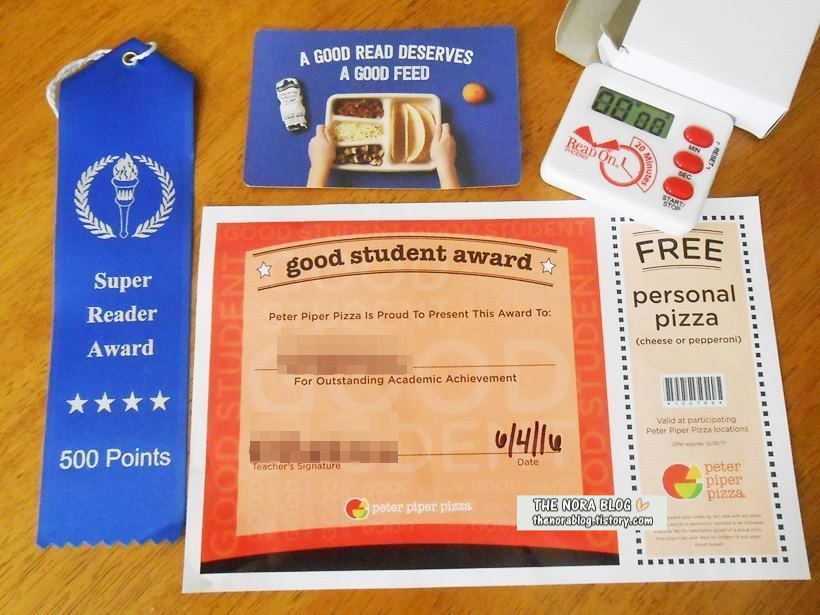 A GOOD READ DESERVES
A GOOD FEED
Super
Reader
Award
500 Points
Read On
PHOENIX
20 Minutes
MIN
SEC
RESET
START/
STOP
good student award
Peter Piper Pizza Is Proud To Present This Award To:
For Outstanding Academic Achievement
6/4/16
Teacher's Signature
Date
peter piper pizza
FREE
personal
pizza
(cheese or pepperoni)
Valid at participating
Peter Piper Pizza locations
peter
piper
pizza
THE NORA BLOG
thenorablog.tistory.com